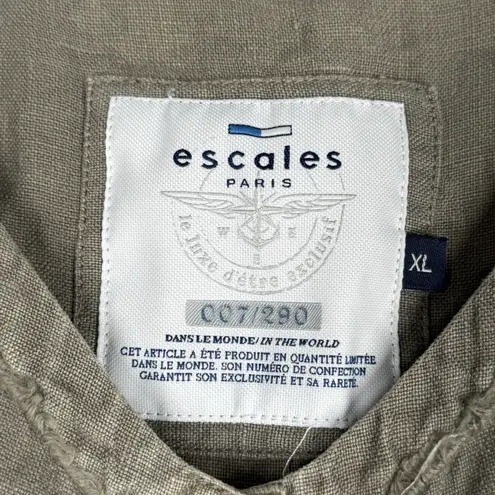 escales
PARIS
W E
E
le luxe d'être exclusif
007/290
DANS LE MONDE/IN THE WORLD
CET ARTICLE A ÉTÉ PRODUIT EN QUANTITÉ LIMITÉE
DANS LE MONDE. SON NUMÉRO DE CONFECTION
GARANTIT SON EXCLUSIVITÉ ET SA RARETÉ.
XL